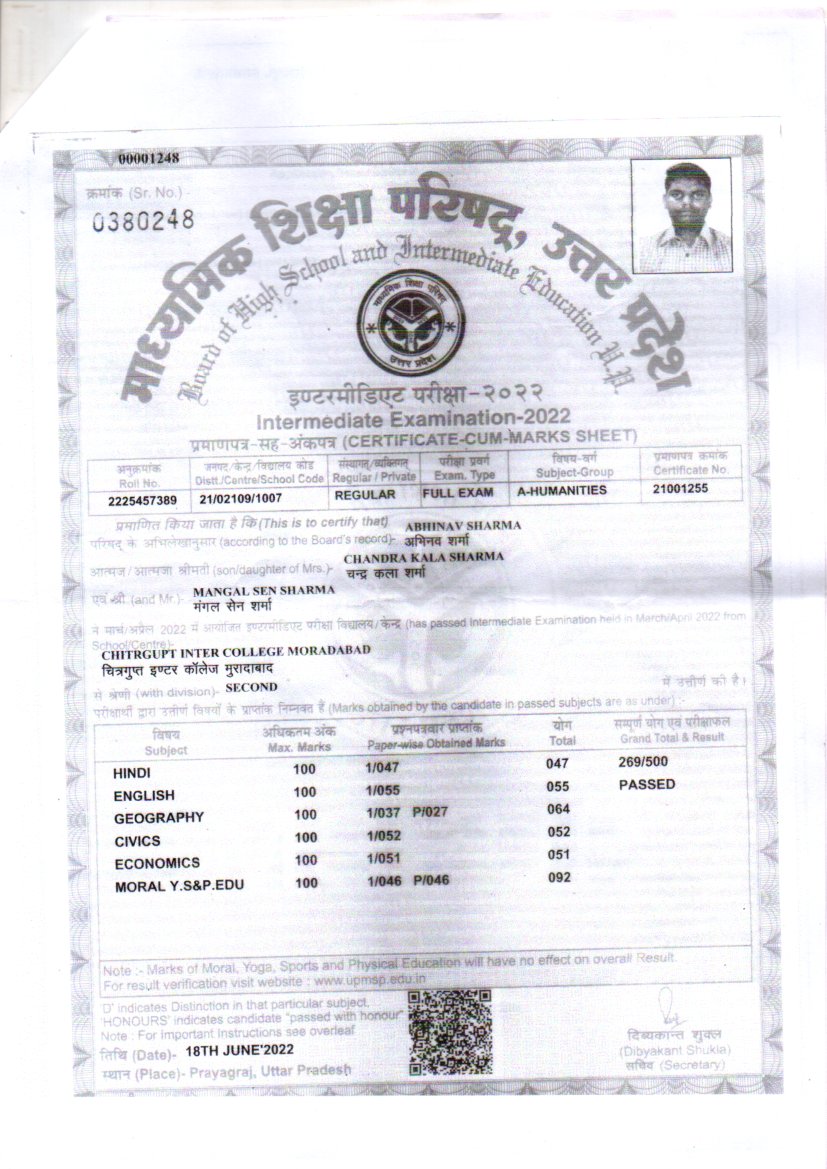 00001248
क्रमांक (Sr. No.) -
0380248
माध्यमिक शिक्षा परिषद्, उत्तर प्रदेश
Board of High School and Intermediate Education U.P.
माध्यमिक शिक्षा परिषद
उत्तर प्रदेश
इण्टरमीडिएट परीक्षा-२०२२
Intermediate Examination-2022
प्रमाणपत्र-सह-अंकपत्र (CERTIFICATE-CUM-MARKS SHEET)
अनुक्रमांक जनपद/केन्द्र/विद्यालय कोड संस्थागत/व्यक्तिगत परीक्षा प्रवर्ग विषय-वर्ग प्रमाणपत्र क्रमांक
Roll No. Distt./Centre/School Code Regular / Private Exam. Type Subject-Group Certificate No.
2225457389 21/02109/1007 REGULAR FULL EXAM A-HUMANITIES 21001255
प्रमाणित किया जाता है कि (This is to certify that) ABHINAV SHARMA
परिषद् के अभिलेखानुसार (according to the Board's record)- अभिनव शर्मा
CHANDRA KALA SHARMA
आत्मज/आत्मजा श्रीमती (son/daughter of Mrs.)- चन्द्र कला शर्मा
एवं श्री (and Mr.)- MANGAL SEN SHARMA
मंगल सेन शर्मा
ने मार्च/अप्रैल 2022 में आयोजित इण्टरमीडिएट परीक्षा विद्यालय/केन्द्र (has passed Intermediate Examination held in March/April 2022 from
School/Centre)-
CHITRGUPT INTER COLLEGE MORADABAD
चित्रगुप्त इण्टर कॉलेज मुरादाबाद
से श्रेणी (with division)- SECOND में उत्तीर्ण की है।
परीक्षार्थी द्वारा उत्तीर्ण विषयों के प्राप्तांक निम्नवत हैं (Marks obtained by the candidate in passed subjects are as under) :-
विषय अधिकतम अंक प्रश्नपत्रवार प्राप्तांक योग सम्पूर्ण योग एवं परीक्षाफल
Subject Max. Marks Paper-wise Obtained Marks Total Grand Total & Result
HINDI 100 1/047 047 269/500
ENGLISH 100 1/055 055 PASSED
GEOGRAPHY 100 1/037 P/027 064
CIVICS 100 1/052 052
ECONOMICS 100 1/051 051
MORAL Y.S&P.EDU 100 1/046 P/046 092
Note :- Marks of Moral, Yoga, Sports and Physical Education will have no effect on overall Result.
For result verification visit website : www.upmsp.edu.in
'D' indicates Distinction in that particular subject,
'HONOURS' indicates candidate "passed with honour"
Note : For important Instructions see overleaf
तिथि (Date)- 18TH JUNE'2022
स्थान (Place)- Prayagraj, Uttar Pradesh
दिब्यकान्त शुक्ल
(Dibyakant Shukla)
सचिव (Secretary)